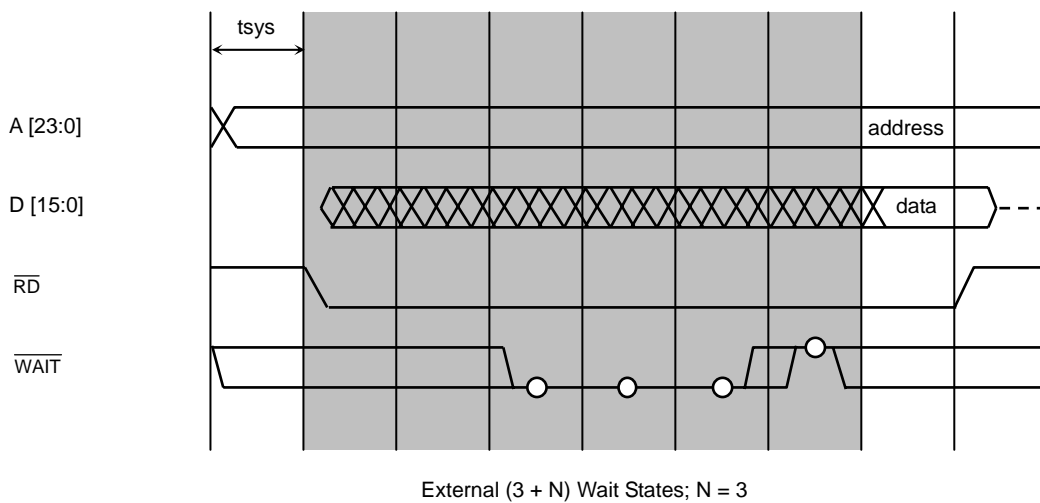 tsys
A [23:0]
address
D [15:0]
data
RD
WAIT
External (3 + N) Wait States; N = 3